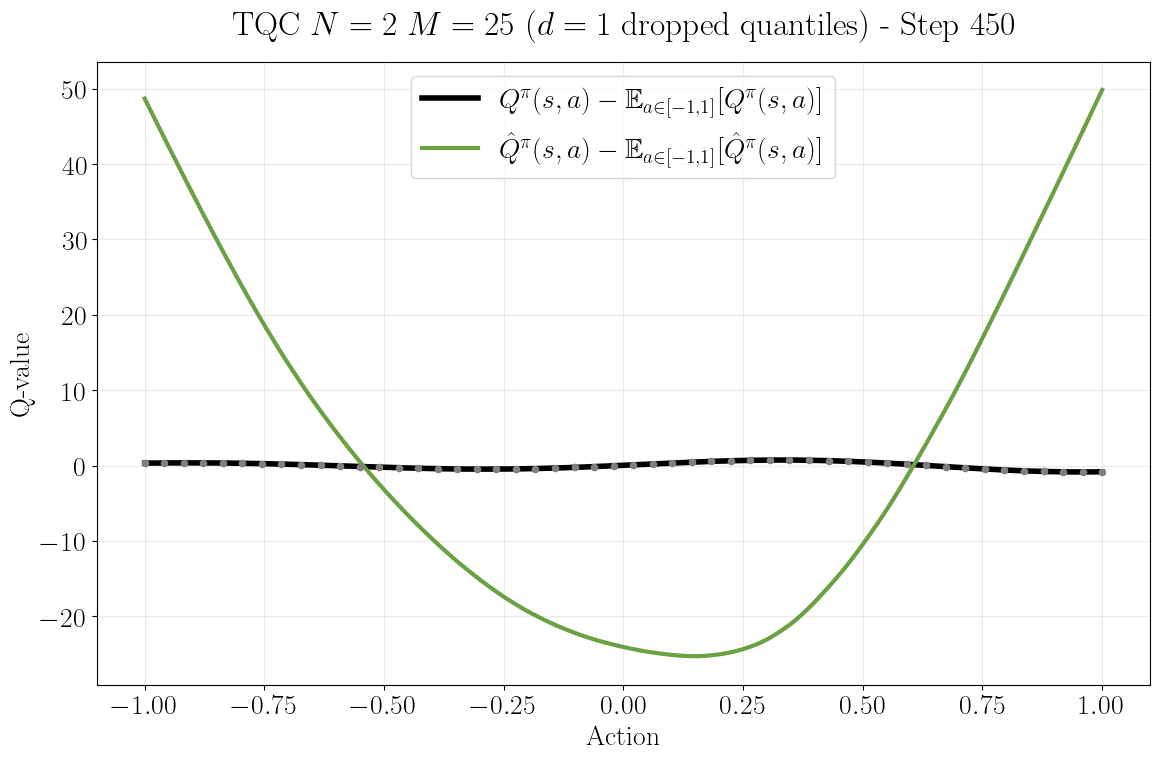 TQC N = 2 M = 25 (d = 1 dropped quantiles) - Step 450
Q^π(s, a) − 𝔼_{a∈[−1,1]}[Q^π(s, a)]
Q̂^π(s, a) − 𝔼_{a∈[−1,1]}[Q̂^π(s, a)]
50
40
30
20
10
0
−10
−20
Q-value
−1.00 −0.75 −0.50 −0.25 0.00 0.25 0.50 0.75 1.00
Action